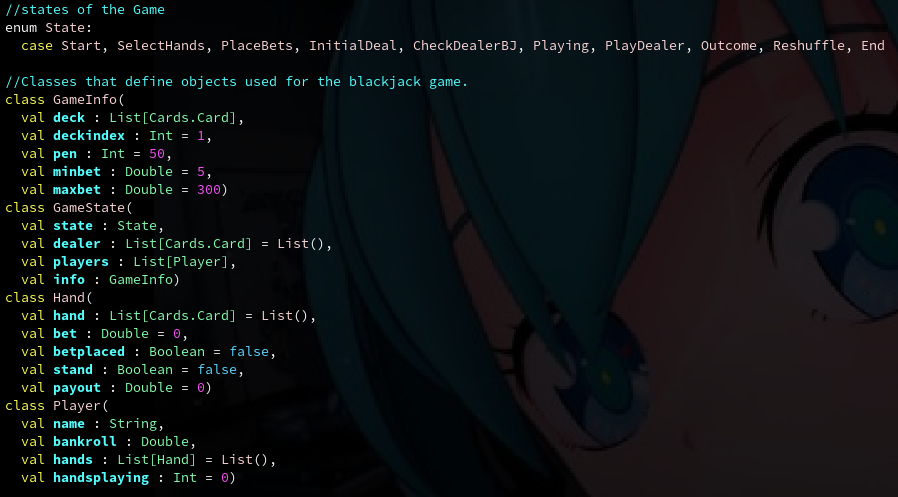 //states of the Game
enum State:
  case Start, SelectHands, PlaceBets, InitialDeal, CheckDealerBJ, Playing, PlayDealer, Outcome, Reshuffle, End

//Classes that define objects used for the blackjack game.
class GameInfo(
  val deck : List[Cards.Card],
  val deckindex : Int = 1,
  val pen : Int = 50,
  val minbet : Double = 5,
  val maxbet : Double = 300)
class GameState(
  val state : State,
  val dealer : List[Cards.Card] = List(),
  val players : List[Player],
  val info : GameInfo)
class Hand(
  val hand : List[Cards.Card] = List(),
  val bet : Double = 0,
  val betplaced : Boolean = false,
  val stand : Boolean = false,
  val payout : Double = 0)
class Player(
  val name : String,
  val bankroll : Double,
  val hands : List[Hand] = List(),
  val handsplaying : Int = 0)